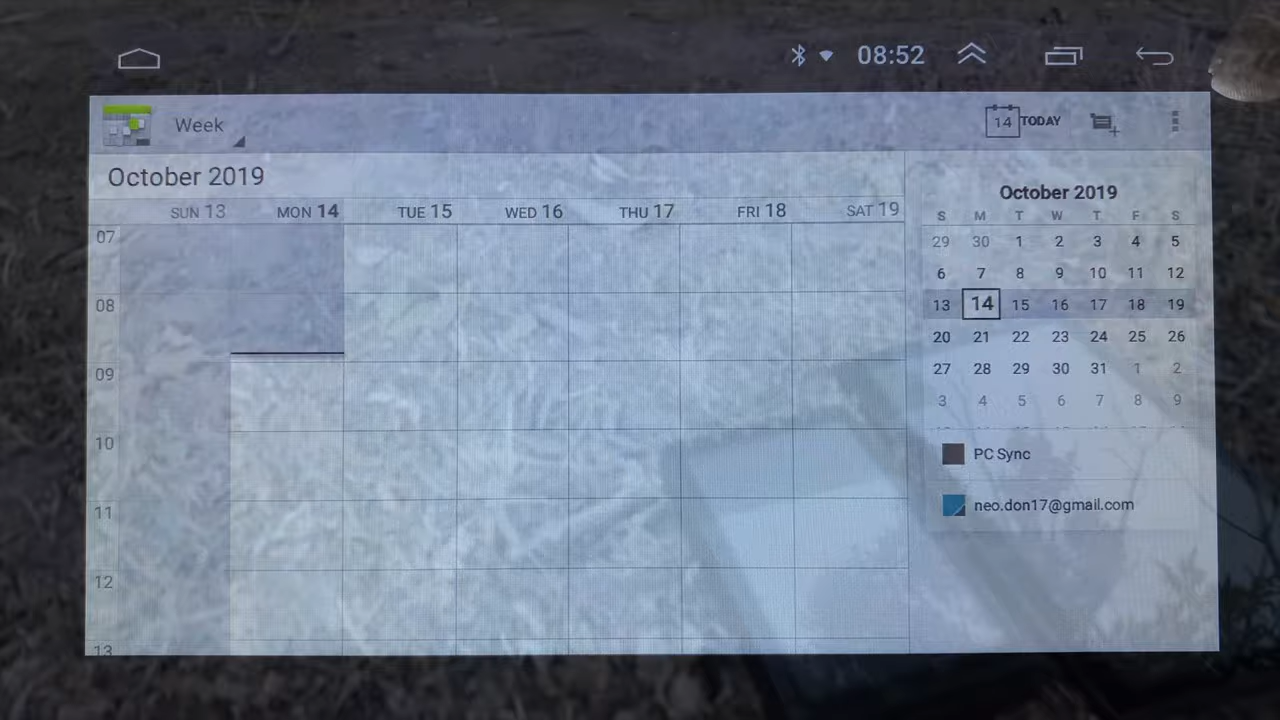 08:52
Week
14 TODAY
October 2019
SUN 13 MON 14 TUE 15 WED 16 THU 17 FRI 18 SAT 19
07
08
09
10
11
12
13
October 2019
S M T W T F S
29 30 1 2 3 4 5
6 7 8 9 10 11 12
13 14 15 16 17 18 19
20 21 22 23 24 25 26
27 28 29 30 31 1 2
3 4 5 6 7 8 9
PC Sync
neo.don17@gmail.com